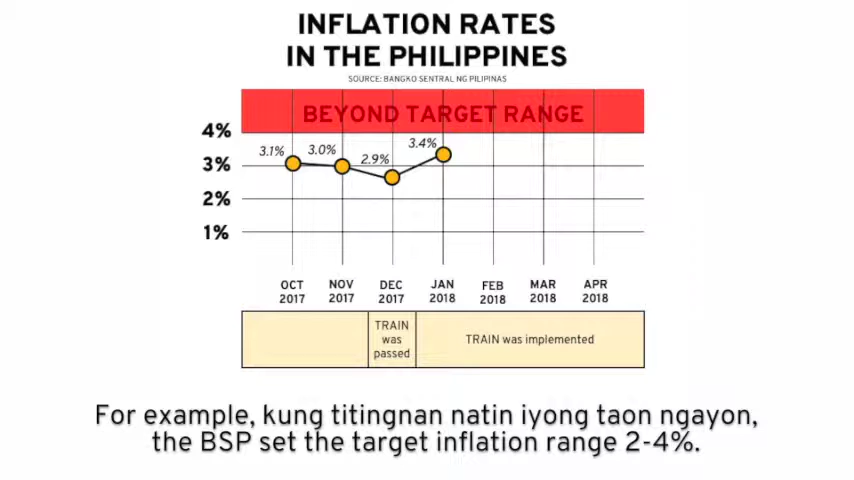 INFLATION RATES
IN THE PHILIPPINES
SOURCE: BANGKO SENTRAL NG PILIPINAS
BEYOND TARGET RANGE
4%
3.1% 3.0% 2.9% 3.4%
3%
2%
1%
OCT NOV DEC JAN FEB MAR APR
2017 2017 2017 2018 2018 2018 2018
TRAIN
was
passed
TRAIN was implemented
For example, kung titingnan natin iyong taon ngayon,
the BSP set the target inflation range 2-4%.